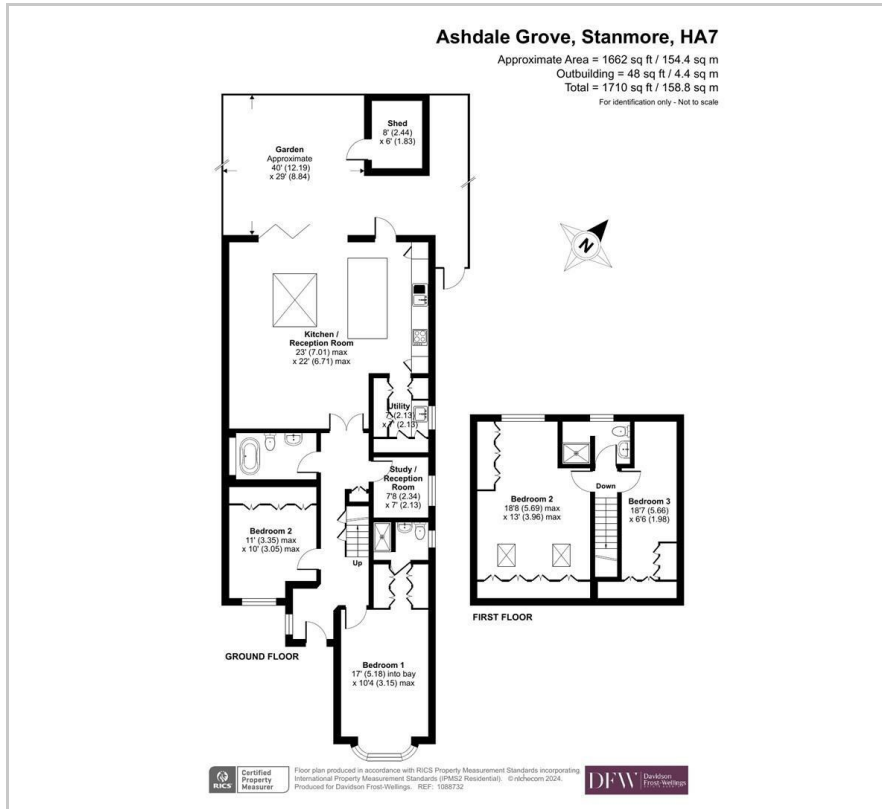 Ashdale Grove, Stanmore, HA7
Approximate Area = 1662 sq ft / 154.4 sq m
Outbuilding = 48 sq ft / 4.4 sq m
Total = 1710 sq ft / 158.8 sq m
For identification only - Not to scale
Shed
8' (2.44)
x 6' (1.83)
Garden
Approximate
40' (12.19)
x 29' (8.84)
N
Kitchen /
Reception Room
23' (7.01) max
x 22' (6.71) max
Utility
7' (2.13)
x 7' (2.13)
Study /
Reception
Room
7'8 (2.34)
x 7' (2.13)
Bedroom 2
11' (3.35) max
x 10' (3.05) max
Up
Bedroom 1
17' (5.18) into bay
x 10'4 (3.15) max
GROUND FLOOR
Down
Bedroom 2
18'8 (5.69) max
x 13' (3.96) max
Bedroom 3
18'7 (5.66)
x 6'6 (1.98)
FIRST FLOOR
RICS
Certified
Property
Measurer
Floor plan produced in accordance with RICS Property Measurement Standards incorporating
International Property Measurement Standards (IPMS2 Residential). © nichecom 2024.
Produced for Davidson Frost-Wellings. REF: 1088732
DFW
Davidson
Frost-Wellings